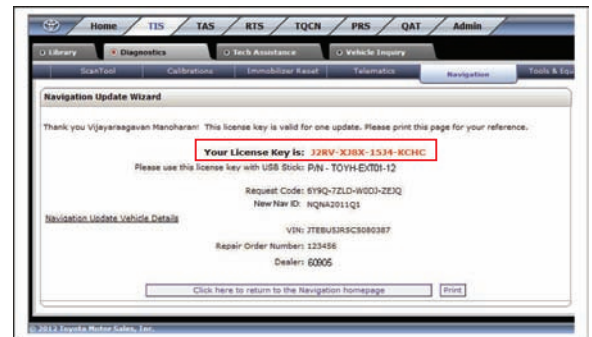 Home TIS TAS RTS TQCN PRS QAT Admin
Library Diagnostics Tech Assistance Vehicle Inquiry
ScanTool Calibrations Immobilizer Reset Telematics Navigation Tools & Equ
Navigation Update Wizard
Thank you Vijayaraagavan Manoharan! This license key is valid for one update. Please print this page for your reference.
Your License Key is: J2RV-XJ8X-15J4-KCHC
Please use this license key with USB Stick: P/N - TOYH-EXT01-12
Request Code: 6Y9Q-7ZLD-W0DJ-ZEJQ
New Nav ID: NQNA2011Q1
Navigation Update Vehicle Details
VIN: JTEBU5JR5C5080387
Repair Order Number: 123456
Dealer: 60905
Click here to return to the Navigation homepage Print
© 2012 Toyota Motor Sales, Inc.